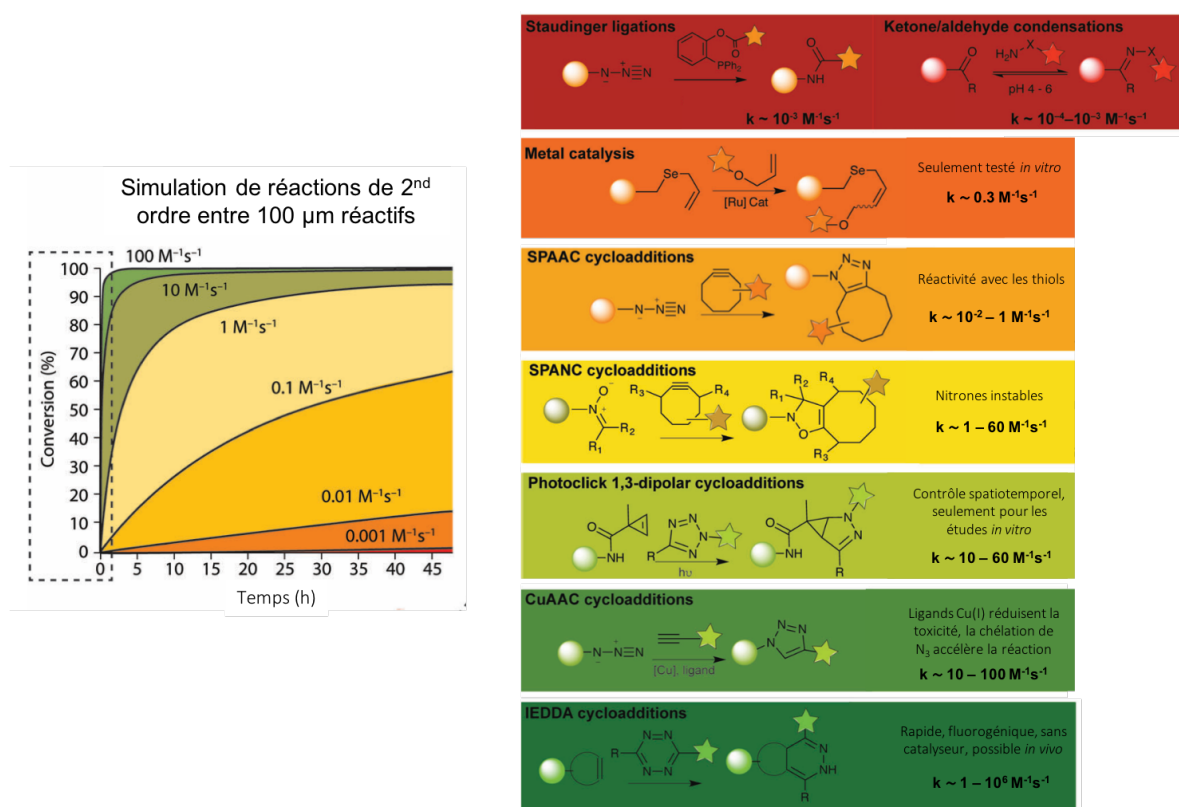 Simulation de réactions de 2nd
ordre entre 100 µm réactifs
Conversion (%)
100
90
80
70
60
50
40
30
20
10
0
100 M⁻¹s⁻¹
10 M⁻¹s⁻¹
1 M⁻¹s⁻¹
0.1 M⁻¹s⁻¹
0.01 M⁻¹s⁻¹
0.001 M⁻¹s⁻¹
0 5 10 15 20 25 30 35 40 45
Temps (h)
Staudinger ligations
O O
PPh₂
N N N
+
−
O
NH
k ~ 10⁻³ M⁻¹s⁻¹
Ketone/aldehyde condensations
O
R
H₂N X
pH 4 - 6
N X
R
k ~ 10⁻⁴–10⁻³ M⁻¹s⁻¹
Metal catalysis
Se
O
[Ru] Cat
Se
O
Seulement testé in vitro
k ~ 0.3 M⁻¹s⁻¹
SPAAC cycloadditions
N N N
+
−
N N N
Réactivité avec les thiols
k ~ 10⁻² – 1 M⁻¹s⁻¹
SPANC cycloadditions
O⁻
N +
R₁ R₂
R₃ R₄
R₁ R₂ R₄
N O
R₃
Nitrones instables
k ~ 1 – 60 M⁻¹s⁻¹
Photoclick 1,3-dipolar cycloadditions
O
NH
N N
N N
R
hυ
O
NH
N
N
R
Contrôle spatiotemporel,
seulement pour les
études in vitro
k ~ 10 – 60 M⁻¹s⁻¹
CuAAC cycloadditions
N N N
+
−
[Cu], ligand
N N N
Ligands Cu(I) réduisent la
toxicité, la chélation de
N₃ accélère la réaction
k ~ 10 – 100 M⁻¹s⁻¹
IEDDA cycloadditions
R
N N
N N
N
NH
R
Rapide, fluorogénique, sans
catalyseur, possible in vivo
k ~ 1 – 10⁶ M⁻¹s⁻¹